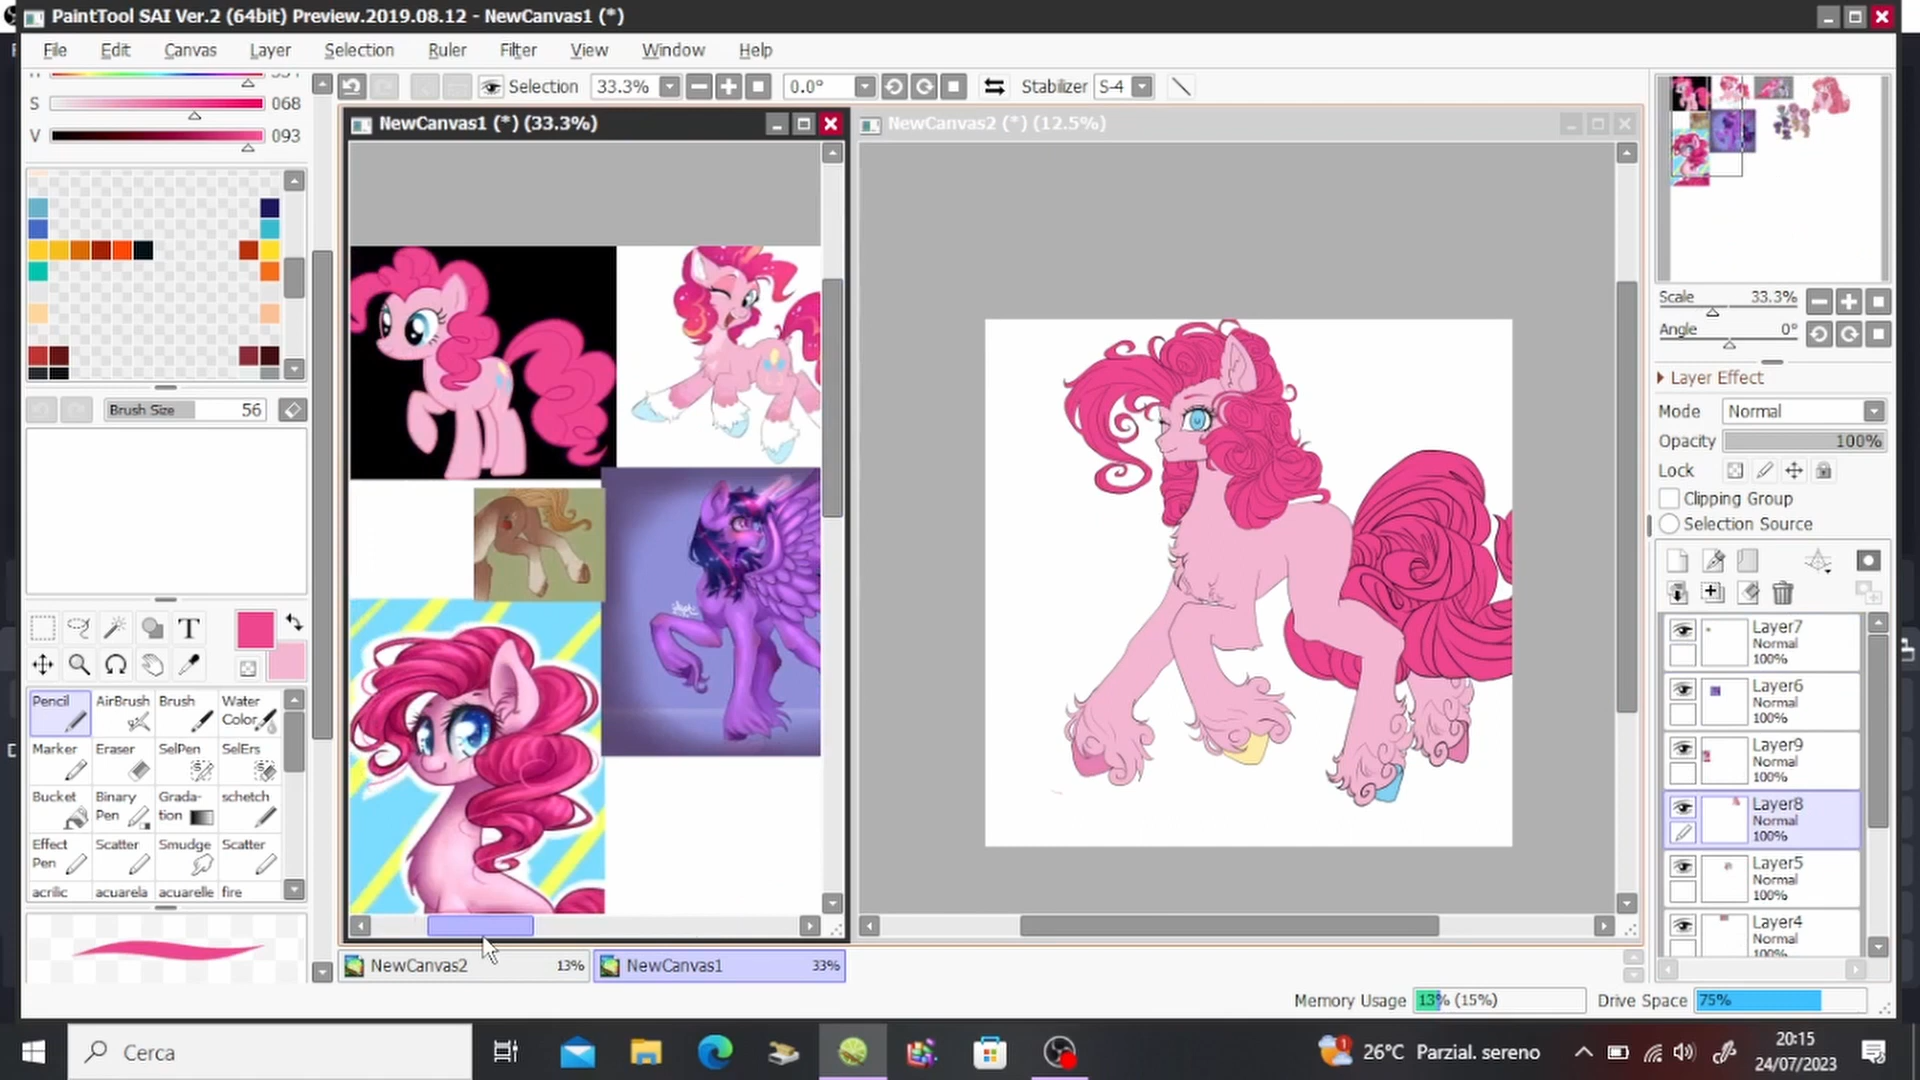 PaintTool SAI Ver.2 (64bit) Preview.2019.08.12 - NewCanvas1 (*)
File Edit Canvas Layer Selection Ruler Filter View Window Help
Selection 33.3% 0.0° Stabilizer S-4
S 068
V 093
NewCanvas1 (*) (33.3%)
NewCanvas2 (*) (12.5%)
Scale 33.3%
Angle 0°
Layer Effect
Mode Normal
Opacity 100%
Lock
Clipping Group
Selection Source
Brush Size 56
T
Pencil AirBrush Brush Water Color
Marker Eraser SelPen SelErs
Bucket Binary Pen Grada-tion schetch
Effect Pen Scatter Smudge Scatter
acrilic acuarela acuarelle fire
Layer7
Normal
100%
Layer6
Normal
100%
Layer9
Normal
100%
Layer8
Normal
100%
Layer5
Normal
100%
Layer4
Normal
100%
NewCanvas2 13%
NewCanvas1 33%
Memory Usage 13% (15%) Drive Space 75%
Cerca
26°C Parzial. sereno
20:15
24/07/2023